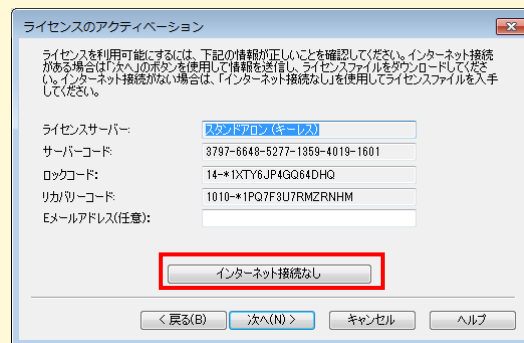 ライセンスのアクティベーション
ライセンスを利用可能にするには、下記の情報が正しいことを確認してください。インターネット接続
がある場合は「次へ」のボタンを使用して情報を送信し、ライセンスファイルをダウンロードしてくださ
い。インターネット接続がない場合は、「インターネット接続なし」を使用してライセンスファイルを入手
してください。
ライセンスサーバー:
スタンドアロン (キーレス)
サーバーコード:
3797-6648-5277-1359-4019-1601
ロックコード:
14-*1XTY6JP4GQ64DHQ
リカバリーコード:
1010-*1PQ7F3U7RMZRNHM
Eメールアドレス(任意):
インターネット接続なし
< 戻る(B)
次へ(N) >
キャンセル
ヘルプ